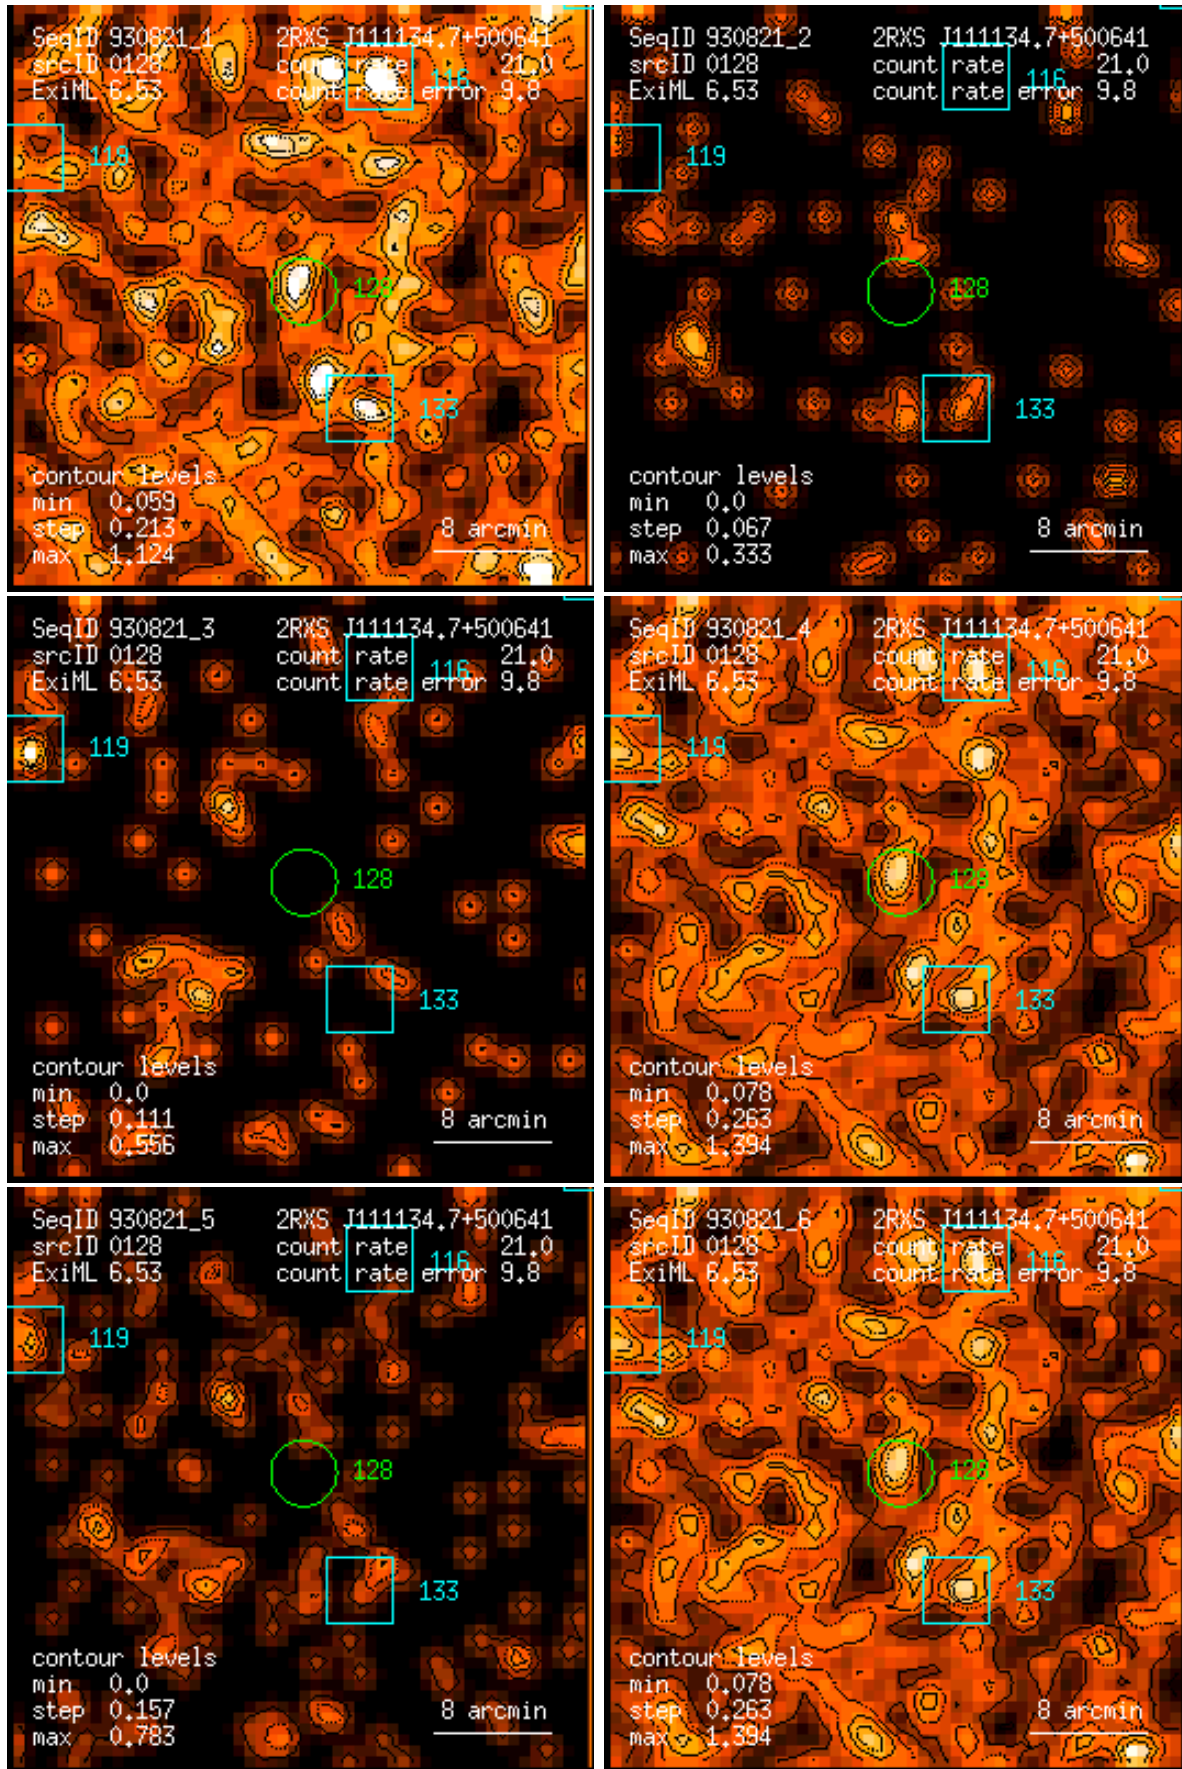 SeqID 930821_1 2RXS J111134.7+500641
srcID 0128 count rate 21.0
116
ExiML 6.53 count rate error 9.8
119
128
133
contour levels
min 0.059
step 0.213 8 arcmin
max 1.124
SeqID 930821_2 2RXS J111134.7+500641
srcID 0128 count rate 21.0
116
ExiML 6.53 count rate error 9.8
119
128
133
contour levels
min 0.0
step 0.067 8 arcmin
max 0.333
SeqID 930821_3 2RXS J111134.7+500641
srcID 0128 count rate 21.0
116
ExiML 6.53 count rate error 9.8
119
128
133
contour levels
min 0.0
step 0.111 8 arcmin
max 0.556
SeqID 930821_4 2RXS J111134.7+500641
srcID 0128 count rate 21.0
116
ExiML 6.53 count rate error 9.8
119
128
133
contour levels
min 0.078
step 0.263 8 arcmin
max 1.394
SeqID 930821_5 2RXS J111134.7+500641
srcID 0128 count rate 21.0
116
ExiML 6.53 count rate error 9.8
119
128
133
contour levels
min 0.0
step 0.157 8 arcmin
max 0.783
SeqID 930821_6 2RXS J111134.7+500641
srcID 0128 count rate 21.0
116
ExiML 6.53 count rate error 9.8
119
128
133
contour levels
min 0.078
step 0.263 8 arcmin
max 1.394